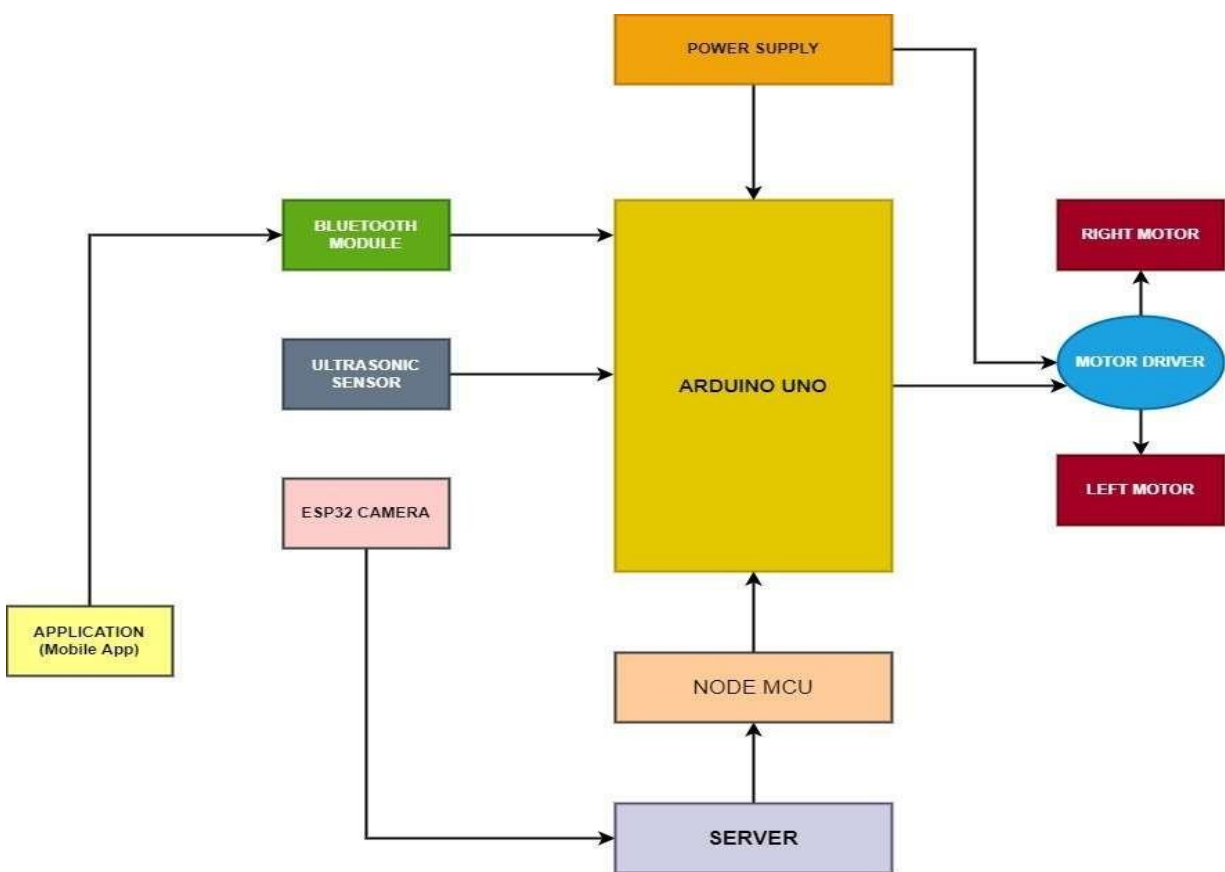 POWER SUPPLY
BLUETOOTH
MODULE
RIGHT MOTOR
ULTRASONIC
SENSOR
MOTOR DRIVER
ARDUINO UNO
ESP32 CAMERA
LEFT MOTOR
APPLICATION
(Mobile App)
NODE MCU
SERVER